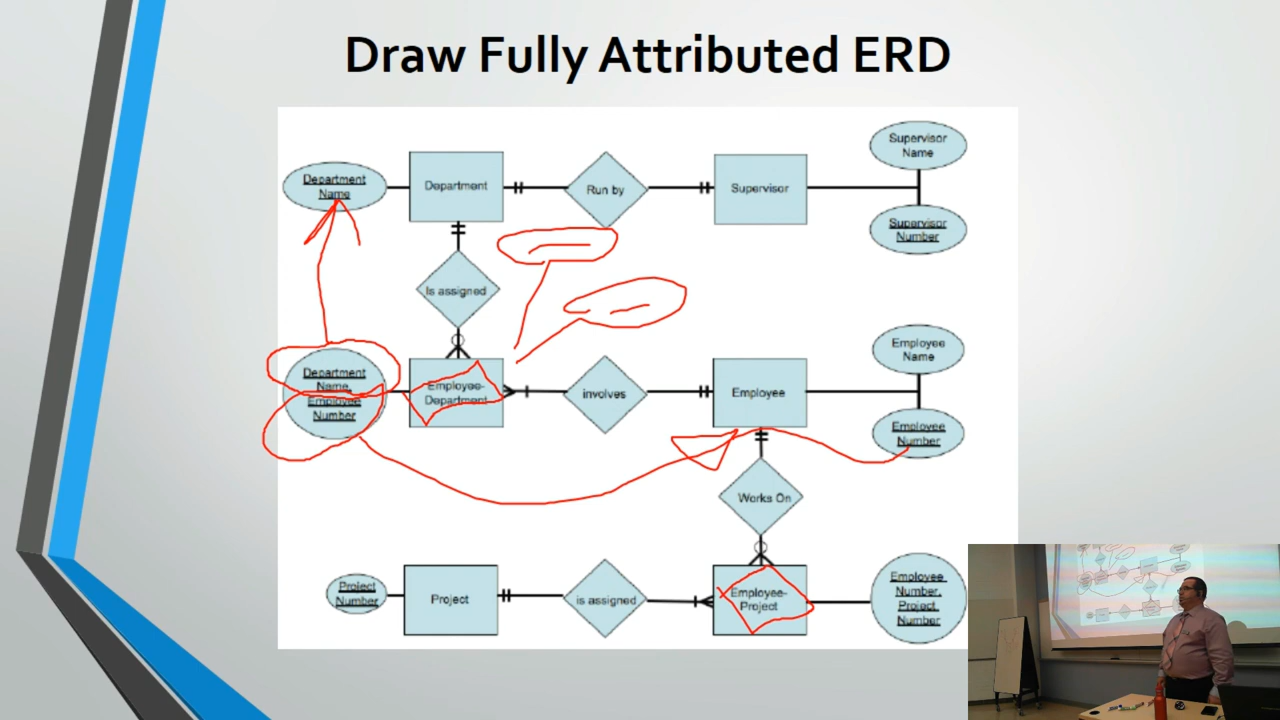 Draw Fully Attributed ERD
Department
Name
Department
Run by
Supervisor
Supervisor
Name
Supervisor
Number
Is assigned
Department
Name,
Employee
Number
Employee-
Department
involves
Employee
Employee
Name
Employee
Number
Works On
Project
Number
Project
is assigned
Employee-
Project
Employee
Number,
Project
Number